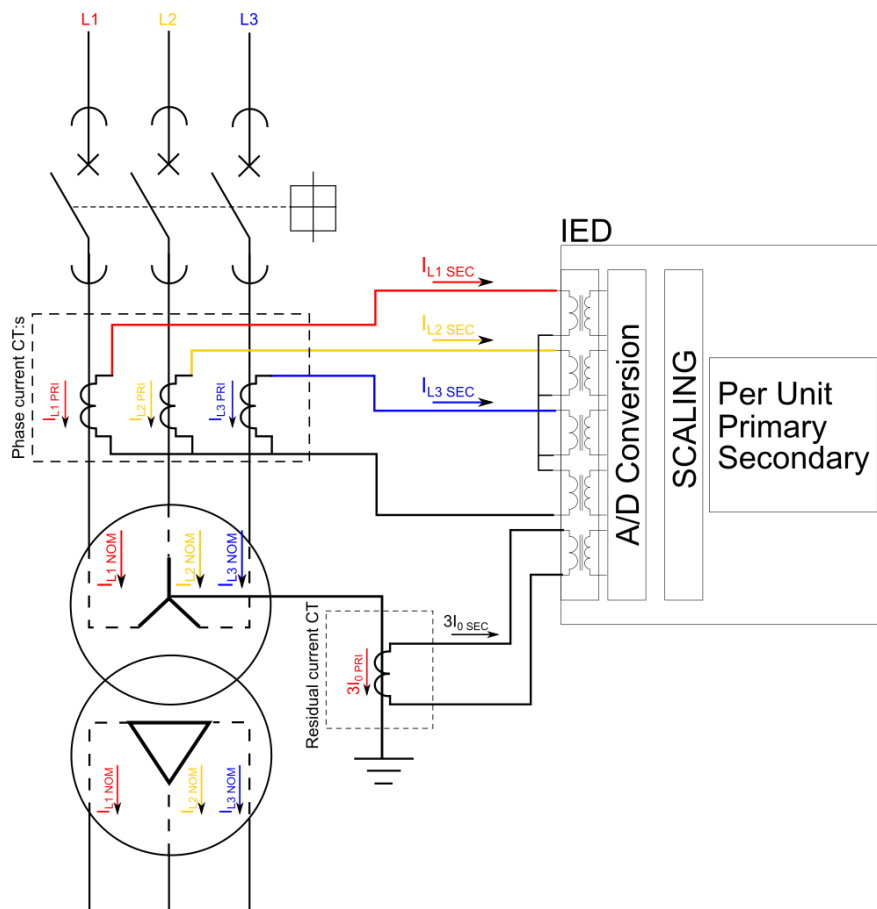 L1 L2 L3
IED
IL1 SEC
IL2 SEC
IL3 SEC
Phase current CT:s
IL1 PRI
IL2 PRI
IL3 PRI
A/D Conversion
SCALING
Per Unit
Primary
Secondary
IL1 NOM
IL2 NOM
IL3 NOM
3I0 SEC
Residual current CT
3I0 PRI
IL1 NOM
IL2 NOM
IL3 NOM